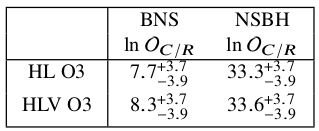 BNS NSBH
ln O_{C/R} ln O_{C/R}
HL O3 7.7^{+3.7}_{-3.9} 33.3^{+3.7}_{-3.9}
HLV O3 8.3^{+3.7}_{-3.9} 33.6^{+3.7}_{-3.9}